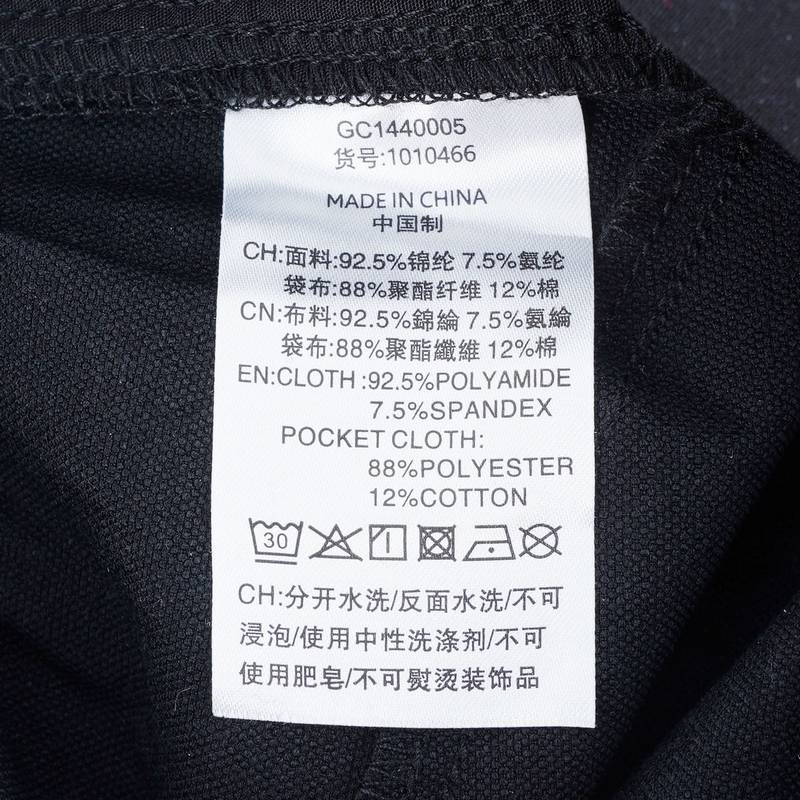 GC1440005
货号:1010466
MADE IN CHINA
中国制
CH:面料:92.5%锦纶 7.5%氨纶
袋布:88%聚酯纤维 12%棉
CN:布料:92.5%錦綸 7.5%氨綸
袋布:88%聚酯纖維 12%棉
EN:CLOTH:92.5%POLYAMIDE
7.5%SPANDEX
POCKET CLOTH:
88%POLYESTER
12%COTTON
30
CH:分开水洗/反面水洗/不可
浸泡/使用中性洗涤剂/不可
使用肥皂/不可熨烫装饰品